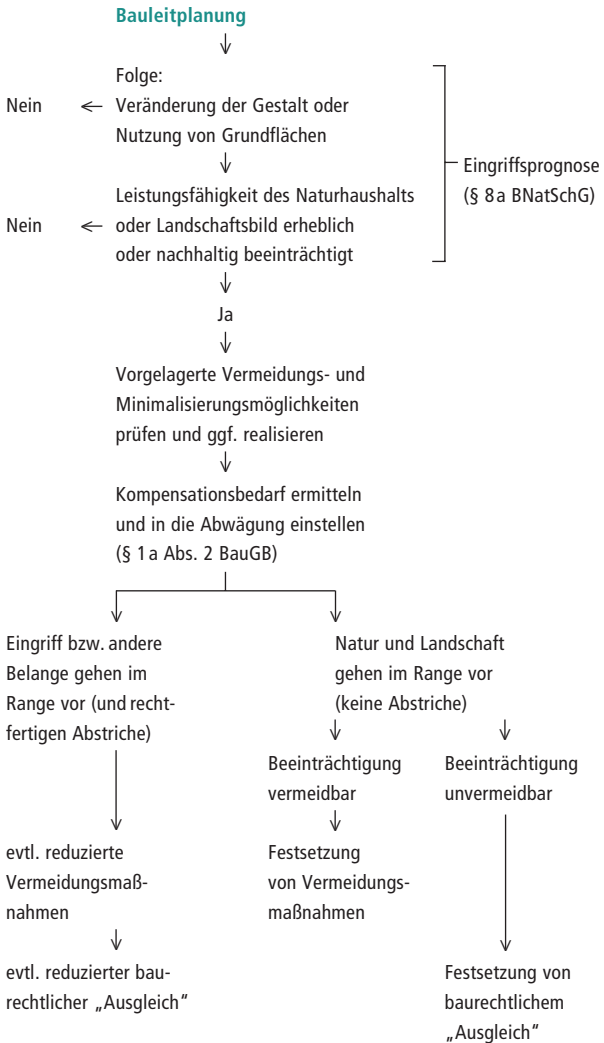 Bauleitplanung
Folge:
Nein
Veränderung der Gestalt oder
Nutzung von Grundflächen
Eingriffsprognose
(§ 8a BNatSchG)
Leistungsfähigkeit des Naturhaushalts
Nein
oder Landschaftsbild erheblich
oder nachhaltig beeinträchtigt
Ja
Vorgelagerte Vermeidungs- und
Minimalisierungsmöglichkeiten
prüfen und ggf. realisieren
Kompensationsbedarf ermitteln
und in die Abwägung einstellen
(§ 1a Abs. 2 BauGB)
Eingriff bzw. andere
Belange gehen im
Range vor (und recht-
fertigen Abstriche)
Natur und Landschaft
gehen im Range vor
(keine Abstriche)
Beeinträchtigung
vermeidbar
Beeinträchtigung
unvermeidbar
evtl. reduzierte
Vermeidungsmaß-
nahmen
Festsetzung
von Vermeidungs-
maßnahmen
evtl. reduzierter bau-
rechtlicher „Ausgleich“
Festsetzung von
baurechtlichem
„Ausgleich“